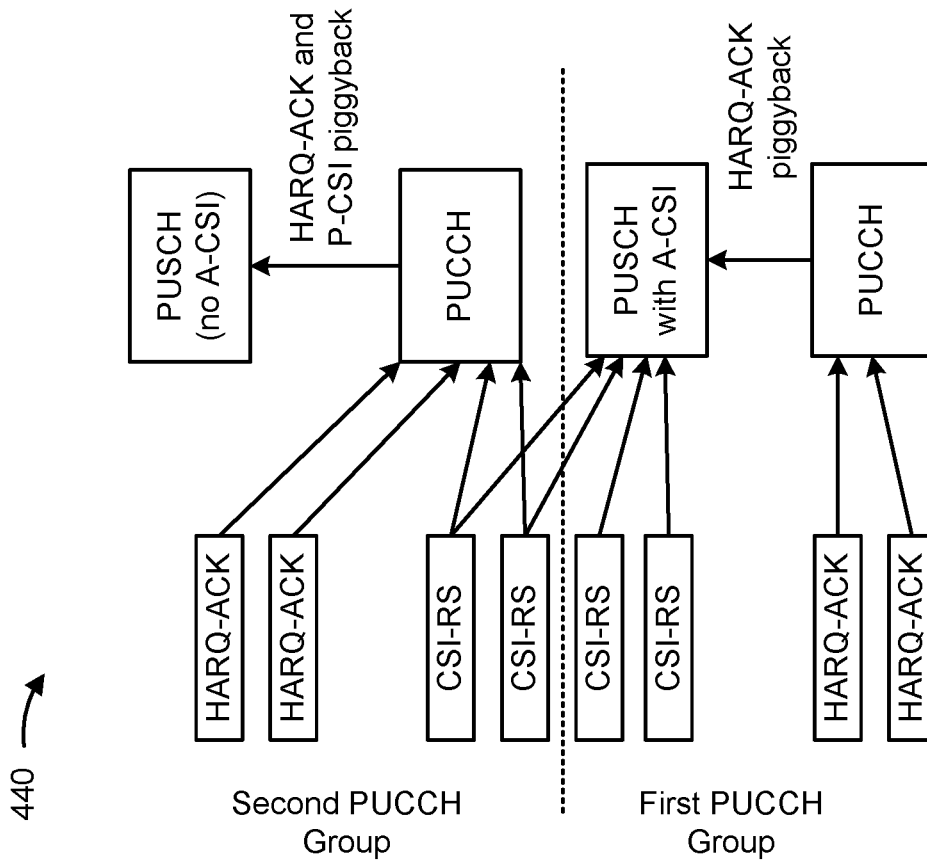 440
HARQ-ACK
HARQ-ACK
CSI-RS
CSI-RS
CSI-RS
CSI-RS
HARQ-ACK
HARQ-ACK
PUSCH
(no A-CSI)
HARQ-ACK and
P-CSI piggyback
PUCCH
PUSCH
with A-CSI
HARQ-ACK
piggyback
PUCCH
Second PUCCH
Group
First PUCCH
Group